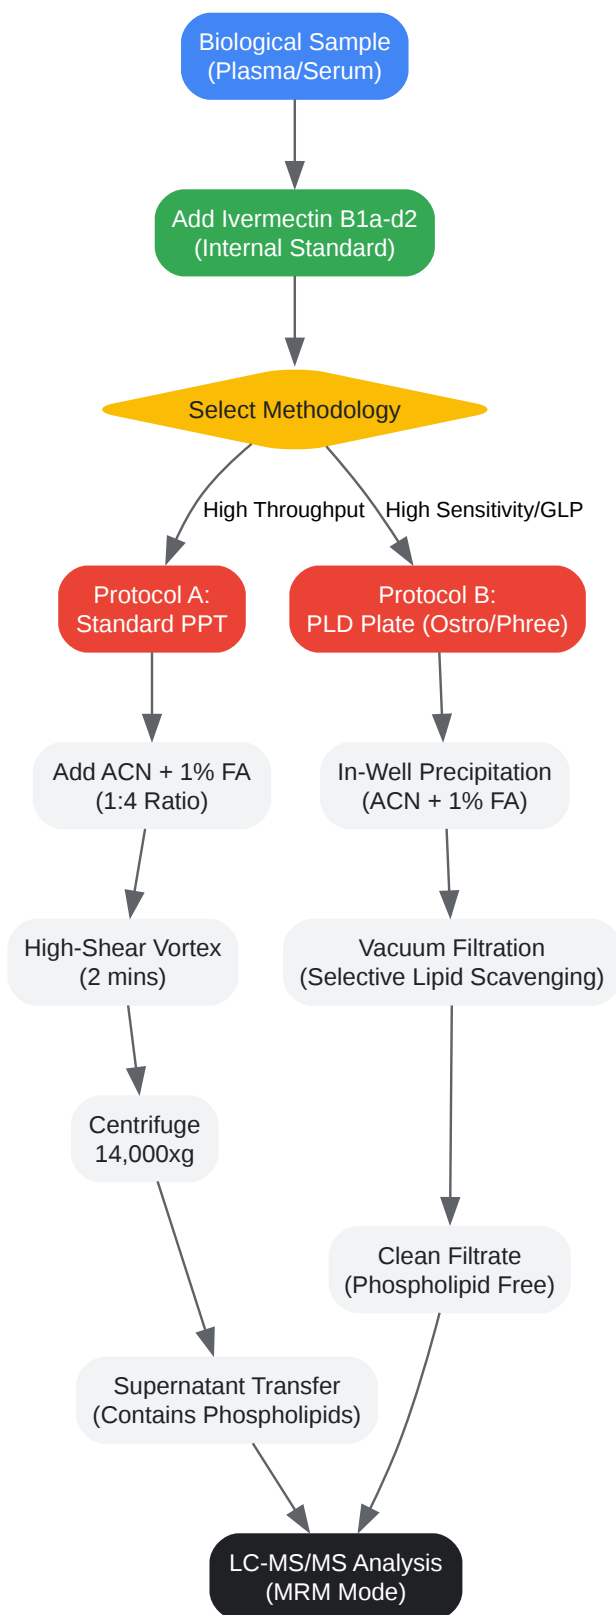 Biological Sample
(Plasma/Serum)
Add Ivermectin B1a-d2
(Internal Standard)
Select Methodology
High Throughput
High Sensitivity/GLP
Protocol A:
Standard PPT
Protocol B:
PLD Plate (Ostro/Phree)
Add ACN + 1% FA
(1:4 Ratio)
In-Well Precipitation
(ACN + 1% FA)
High-Shear Vortex
(2 mins)
Vacuum Filtration
(Selective Lipid Scavenging)
Centrifuge
14,000xg
Clean Filtrate
(Phospholipid Free)
Supernatant Transfer
(Contains Phospholipids)
LC-MS/MS Analysis
(MRM Mode)